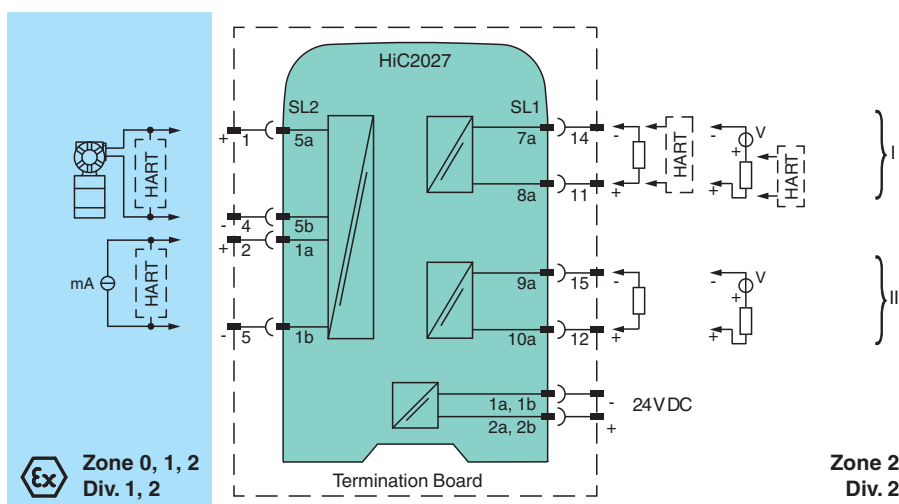 HiC2027
SL2
SL1
+ 1 5a
7a 14 -
8a 11 +
HART
HART
- V
+
HART
+
I
- 4 5b
+ 2 1a
mA
HART
- 5 1b
9a 15 -
10a 12 +
- V
+
+
II
1a, 1b -
24V DC
2a, 2b +
Ex
Zone 0, 1, 2
Div. 1, 2
Termination Board
Zone 2
Div. 2